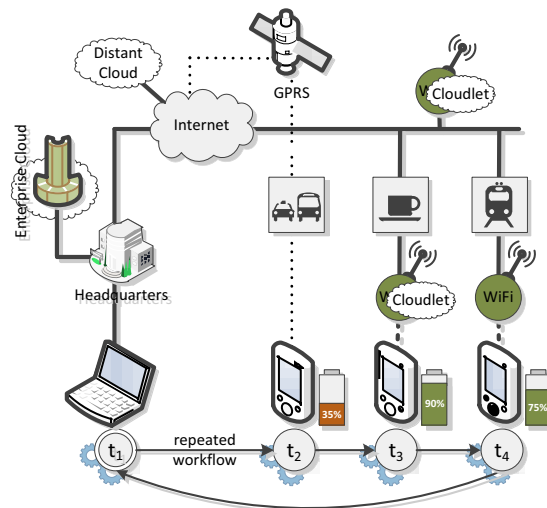 Distant
Cloud
GPRS
W
Cloudlet
Internet
Enterprise Cloud
Headquarters
W
Cloudlet
WiFi
35%
90%
75%
t1
repeated
workflow
t2
t3
t4